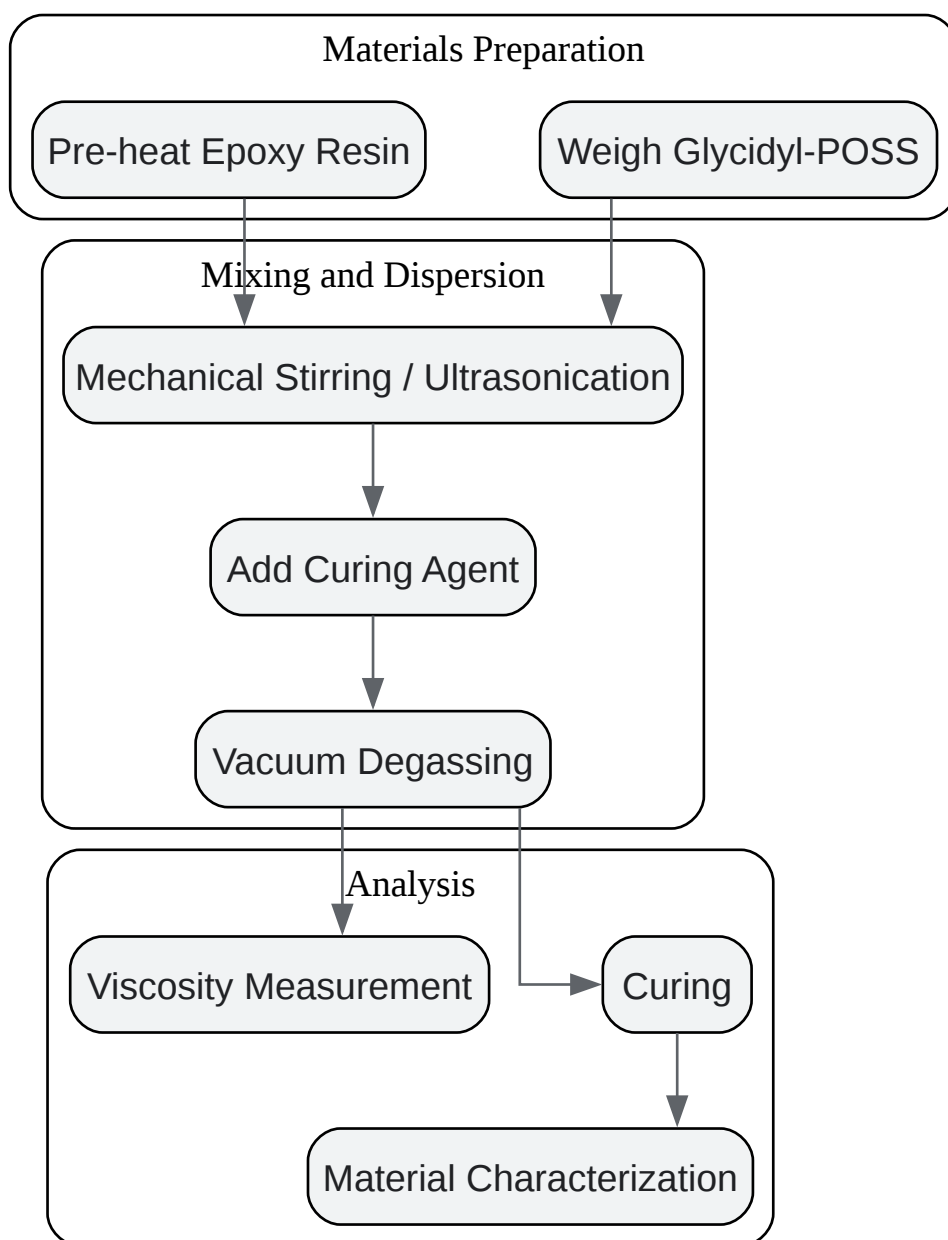 Materials Preparation
Pre-heat Epoxy Resin
Weigh Glycidyl-POSS
Mixing and Dispersion
Mechanical Stirring / Ultrasonication
Add Curing Agent
Vacuum Degassing
Analysis
Viscosity Measurement
Curing
Material Characterization